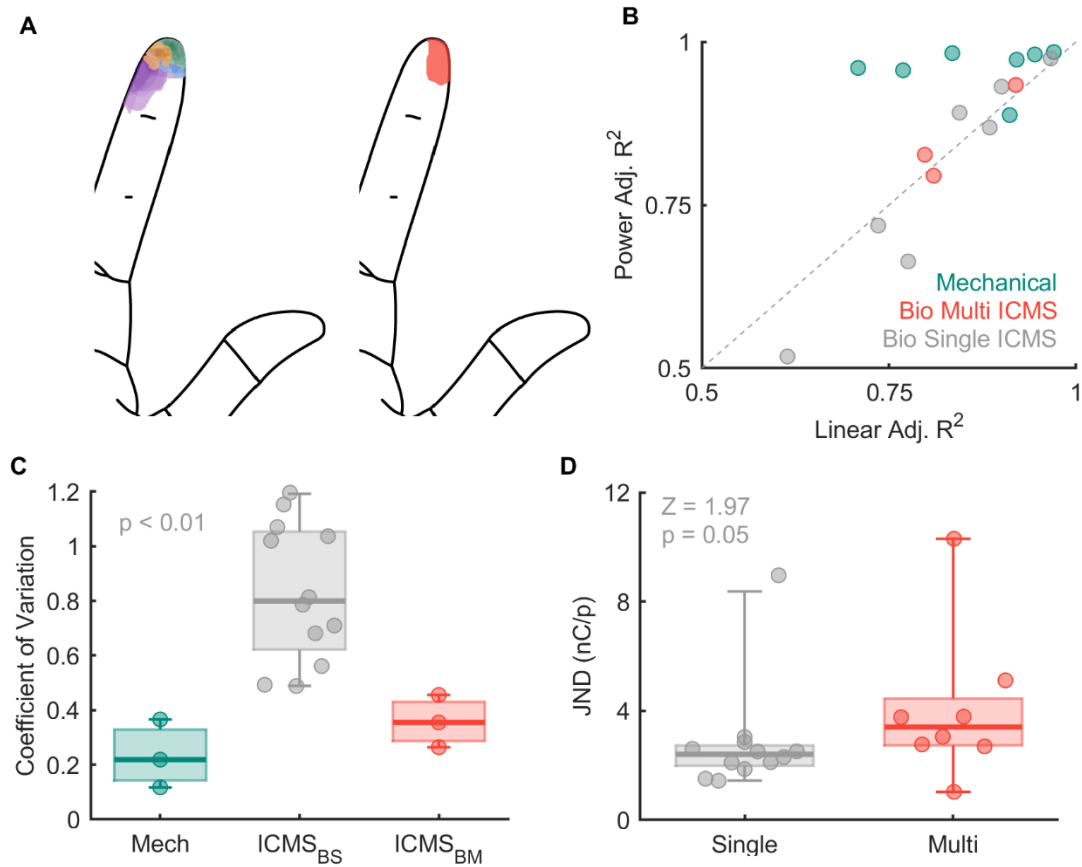 A
B
1
0.75
0.5
0.5
0.75
1
Power Adj. R²
Linear Adj. R²
Mechanical
Bio Multi ICMS
Bio Single ICMS
C
1.2
1
0.8
0.6
0.4
0.2
0
Coefficient of Variation
p < 0.01
Mech
ICMS_BS
ICMS_BM
D
12
8
4
0
JND (nC/p)
Z = 1.97
p = 0.05
Single
Multi